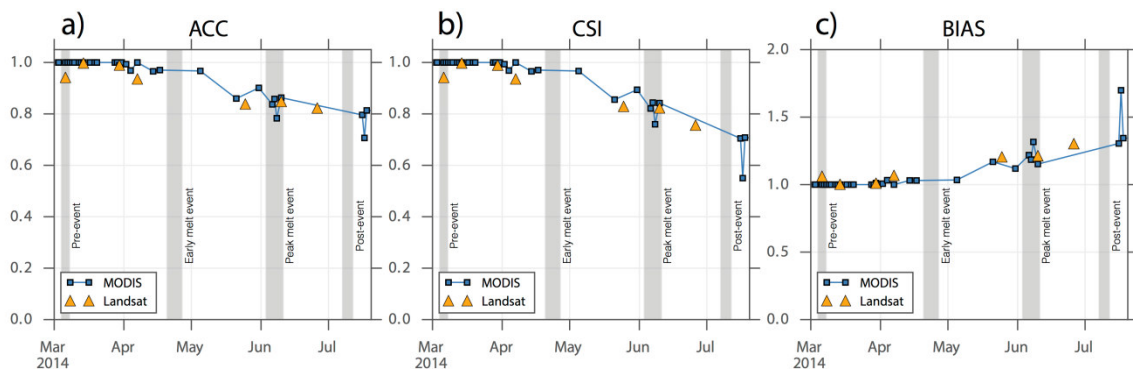 a) ACC
1.0
0.8
0.6
0.4
0.2
0.0
Pre-event
Early melt event
Peak melt event
Post-event
MODIS
Landsat
Mar Apr May Jun Jul
2014
b) CSI
1.0
0.8
0.6
0.4
0.2
0.0
Pre-event
Early melt event
Peak melt event
Post-event
MODIS
Landsat
Mar Apr May Jun Jul
2014
c) BIAS
2.0
1.5
1.0
0.5
0.0
Pre-event
Early melt event
Peak melt event
Post-event
MODIS
Landsat
Mar Apr May Jun Jul
2014